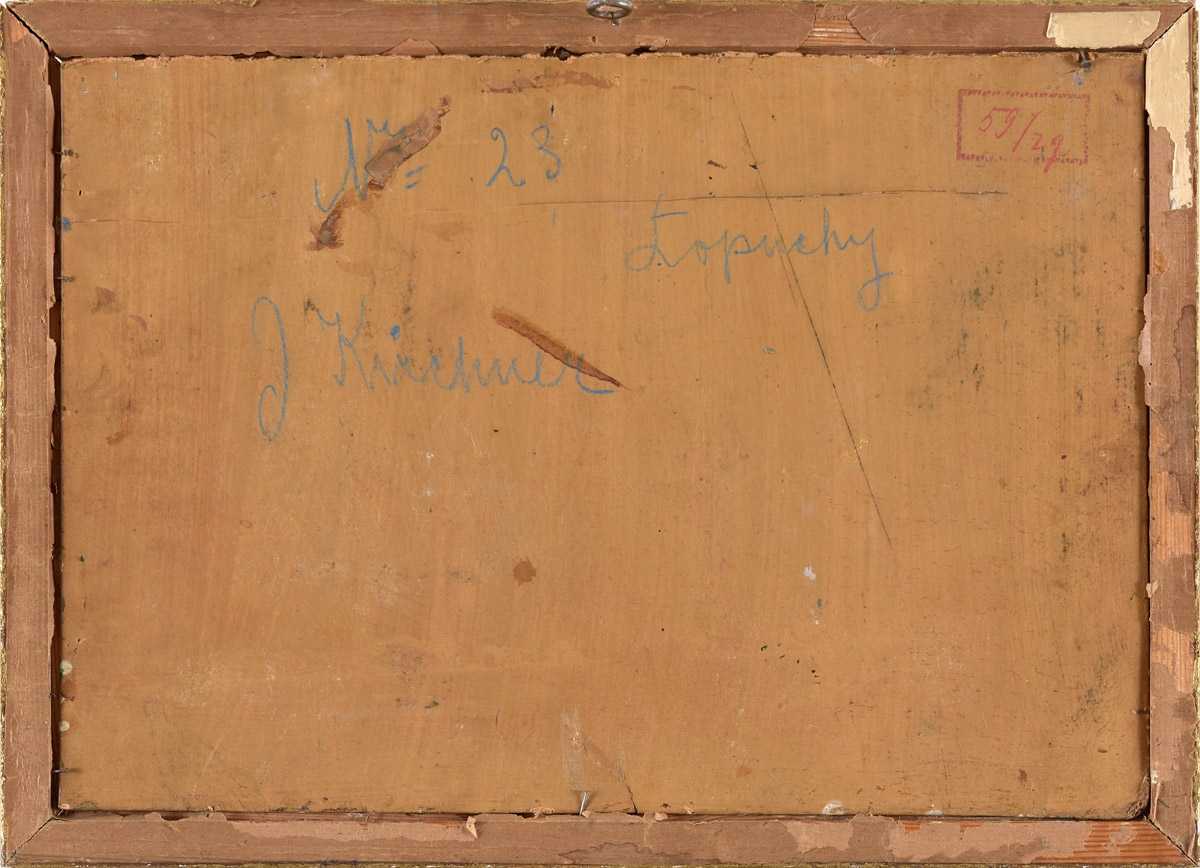 No= 23
59/29
Łopuchy
J Kirchner